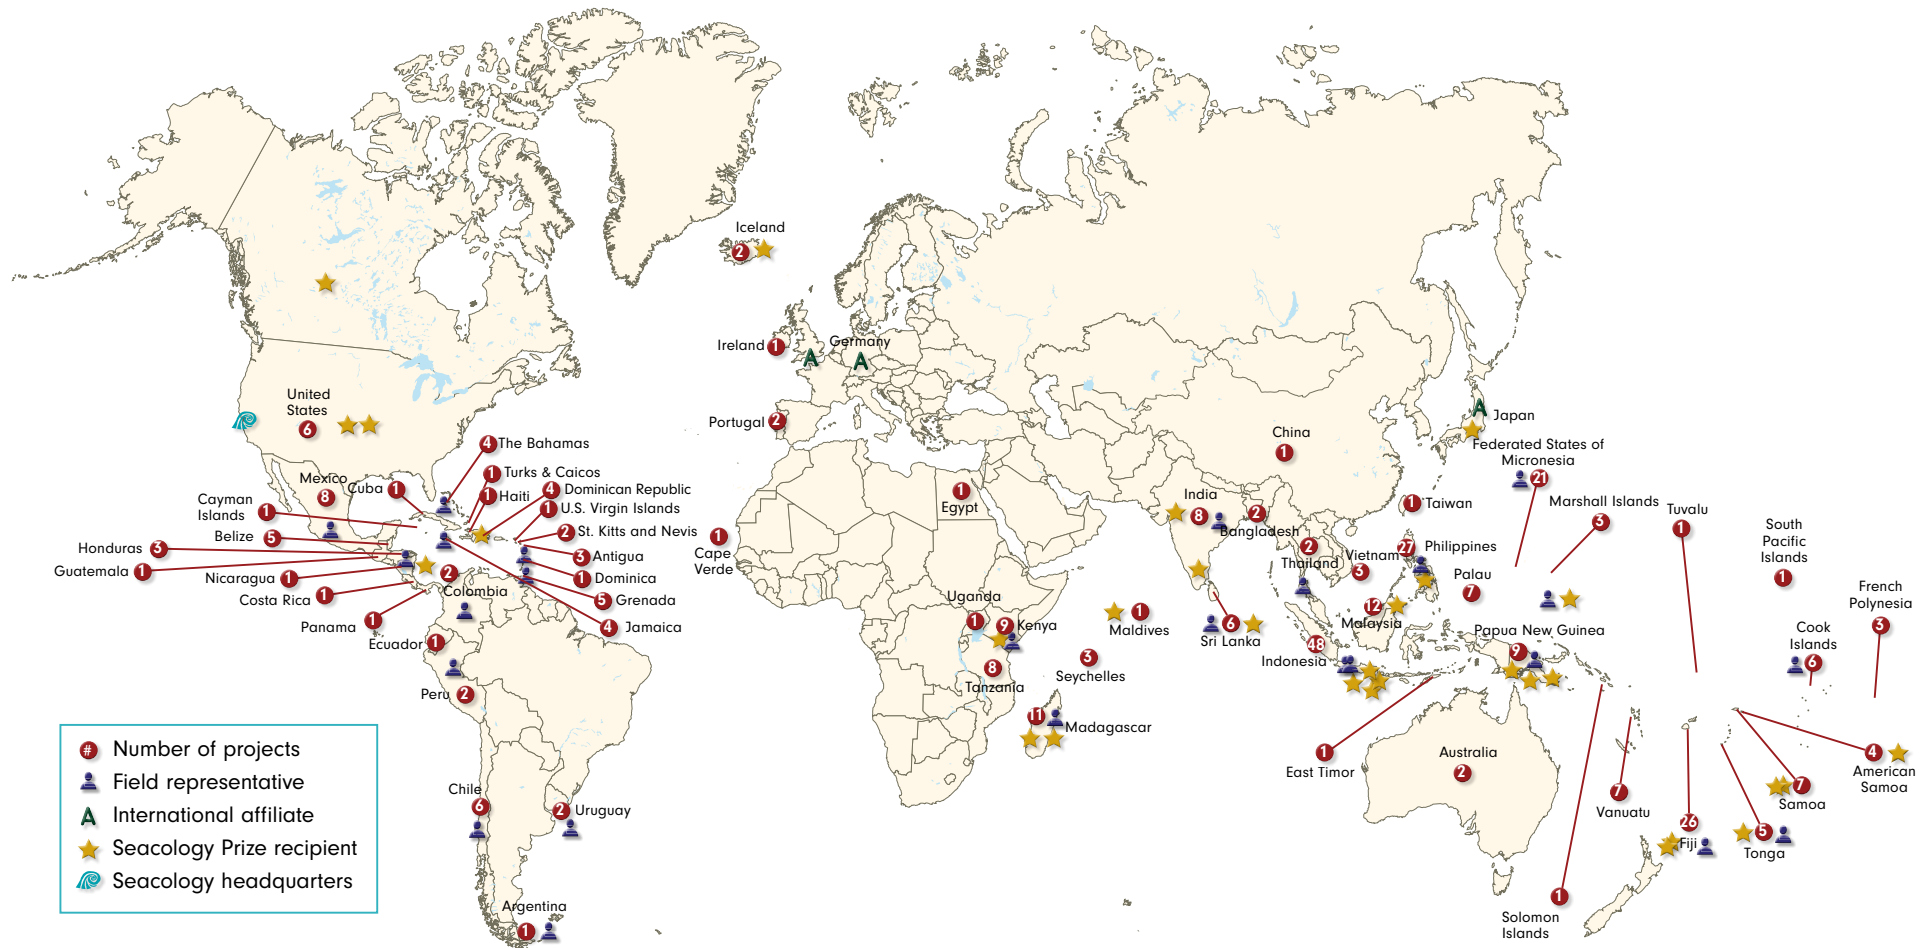 Iceland
2
Ireland 1
Germany
A
A
Portugal 2
United
States
6
A
Japan
China
1
Federated States of
Micronesia
21
4 The Bahamas
Mexico
8
Cuba 1
1 Turks & Caicos
1 Haiti
4 Dominican Republic
1 U.S. Virgin Islands
2 St. Kitts and Nevis
3 Antigua
1 Dominica
5 Grenada
4 Jamaica
Cayman
Islands
1
Belize 5
Honduras 3
Guatemala 1
Nicaragua 1
Costa Rica 1
Panama 1
2
Colombia
Ecuador 1
Peru 2
Chile
6
2 Uruguay
Argentina
1
1
Cape
Verde
1
Egypt
Uganda
1
9 Kenya
8
Tanzania
11
Madagascar
3
Seychelles
1
Maldives
India
8
2
Bangladesh
6
Sri Lanka
2
Thailand
Vietnam
3
1 Taiwan
27 Philippines
Palau
7
12
Malaysia
48
Indonesia
Papua New Guinea
9
Marshall Islands
3
Tuvalu
1
South
Pacific
Islands
1
French
Polynesia
3
Cook
Islands
6
1
East Timor
Australia
2
4
American
Samoa
7
Samoa
7
Vanuatu
26
Fiji
5
Tonga
1
Solomon
Islands
# Number of projects
Field representative
A International affiliate
Seacology Prize recipient
Seacology headquarters